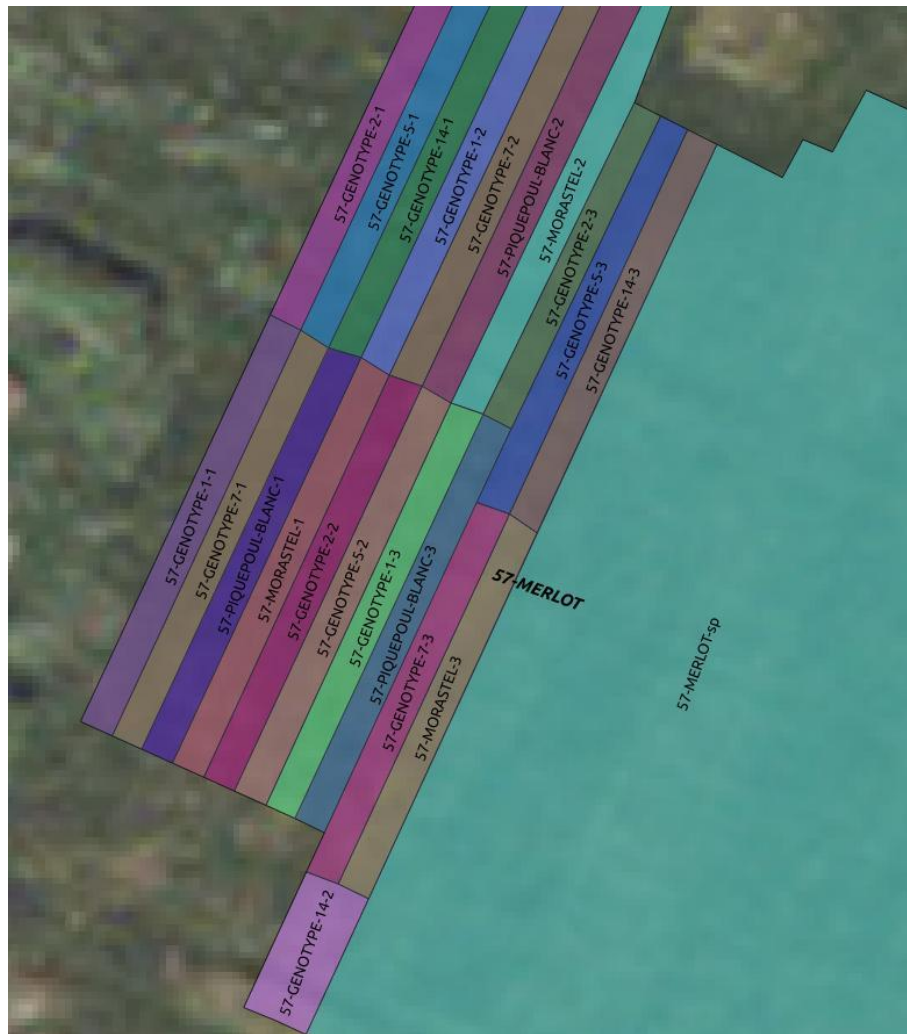 57-GENOTYPE-2-1
57-GENOTYPE-5-1
57-GENOTYPE-14-1
57-GENOTYPE-1-2
57-GENOTYPE-7-2
57-PIQUEPOUL-BLANC-2
57-MORASTEL-2
57-GENOTYPE-2-3
57-GENOTYPE-5-3
57-GENOTYPE-14-3
57-GENOTYPE-1-1
57-GENOTYPE-7-1
57-PIQUEPOUL-BLANC-1
57-MORASTEL-1
57-GENOTYPE-2-2
57-GENOTYPE-5-2
57-GENOTYPE-1-3
57-PIQUEPOUL-BLANC-3
57-GENOTYPE-7-3
57-MORASTEL-3
57-MERLOT
57-MERLOT-sp
57-GENOTYPE-14-2